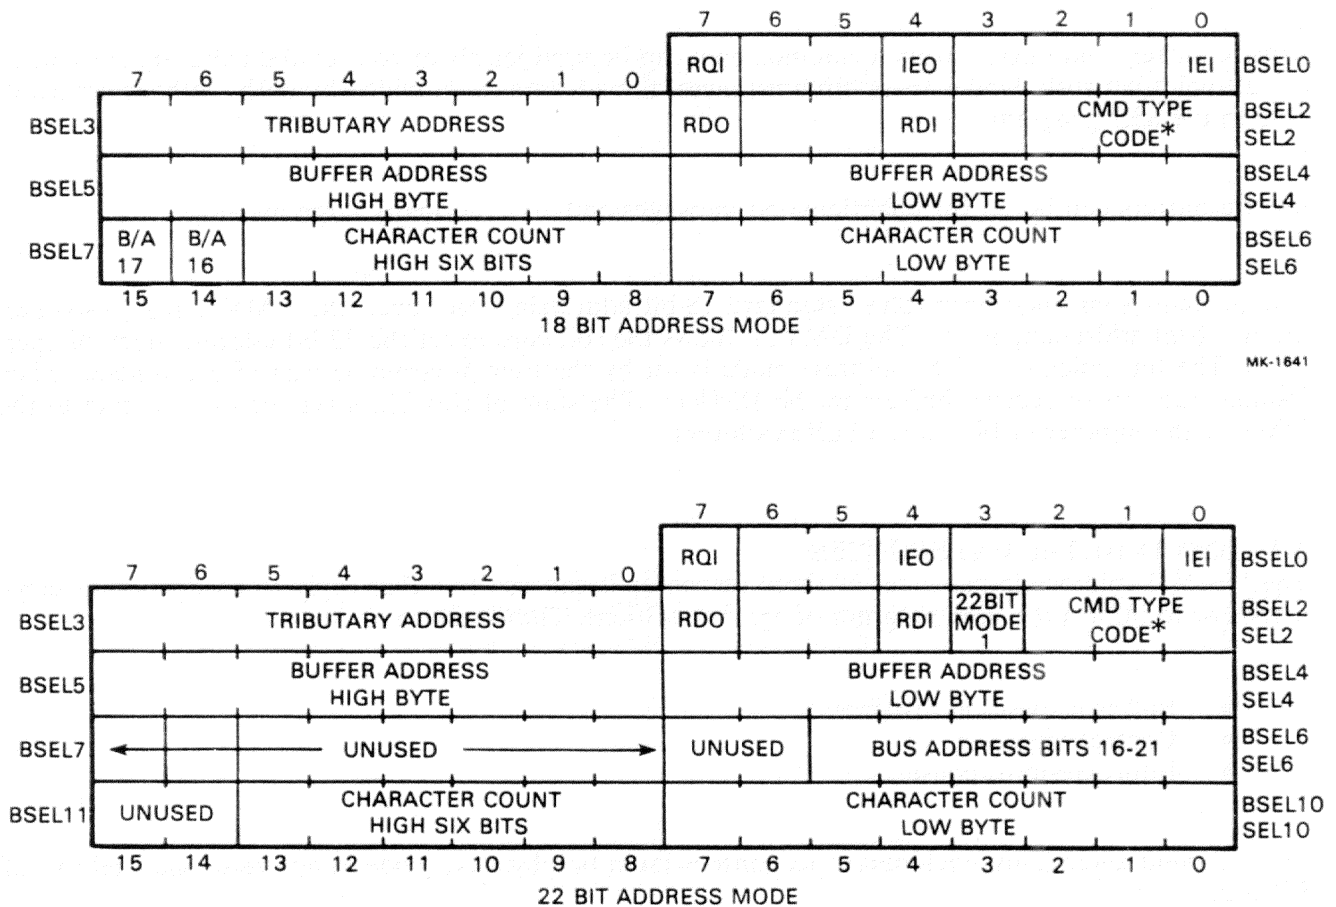 7 6 5 4 3 2 1 0
RQI IEO IEI BSEL0
7 6 5 4 3 2 1 0
BSEL3 TRIBUTARY ADDRESS RDO RDI CMD TYPE BSEL2
CODE* SEL2
BSEL5 BUFFER ADDRESS BUFFER ADDRESS BSEL4
HIGH BYTE LOW BYTE SEL4
BSEL7 B/A B/A CHARACTER COUNT CHARACTER COUNT BSEL6
17 16 HIGH SIX BITS LOW BYTE SEL6
15 14 13 12 11 10 9 8 7 6 5 4 3 2 1 0
18 BIT ADDRESS MODE
MK-1641
7 6 5 4 3 2 1 0
RQI IEO IEI BSEL0
7 6 5 4 3 2 1 0
BSEL3 TRIBUTARY ADDRESS RDO RDI 22BIT CMD TYPE BSEL2
MODE CODE* SEL2
1
BSEL5 BUFFER ADDRESS BUFFER ADDRESS BSEL4
HIGH BYTE LOW BYTE SEL4
BSEL7 UNUSED UNUSED BUS ADDRESS BITS 16-21 BSEL6
SEL6
BSEL11 UNUSED CHARACTER COUNT CHARACTER COUNT BSEL10
HIGH SIX BITS LOW BYTE SEL10
15 14 13 12 11 10 9 8 7 6 5 4 3 2 1 0
22 BIT ADDRESS MODE